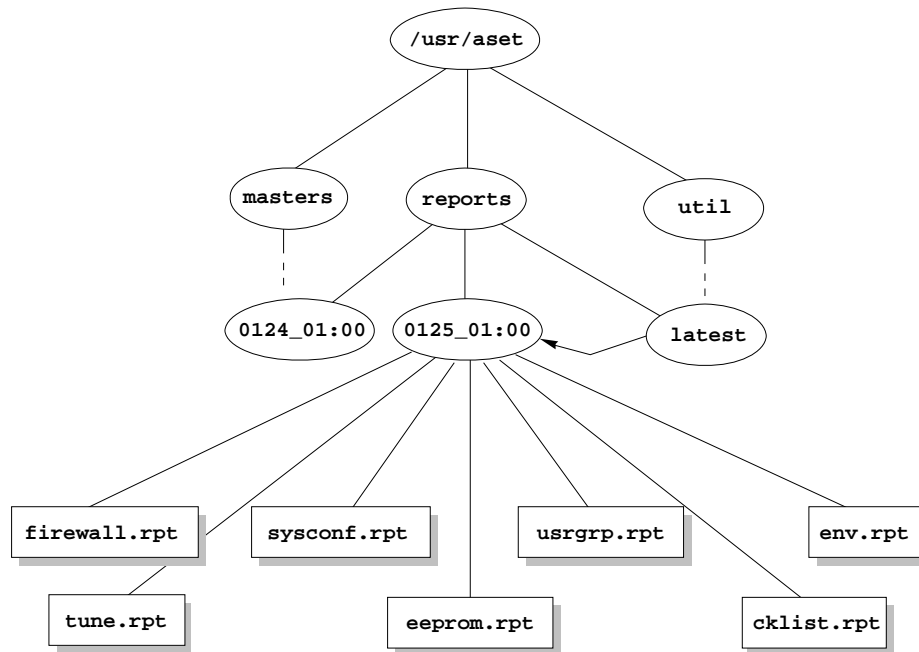 /usr/aset
masters
reports
util
0124_01:00
0125_01:00
latest
firewall.rpt
sysconf.rpt
usrgrp.rpt
env.rpt
tune.rpt
eeprom.rpt
cklist.rpt